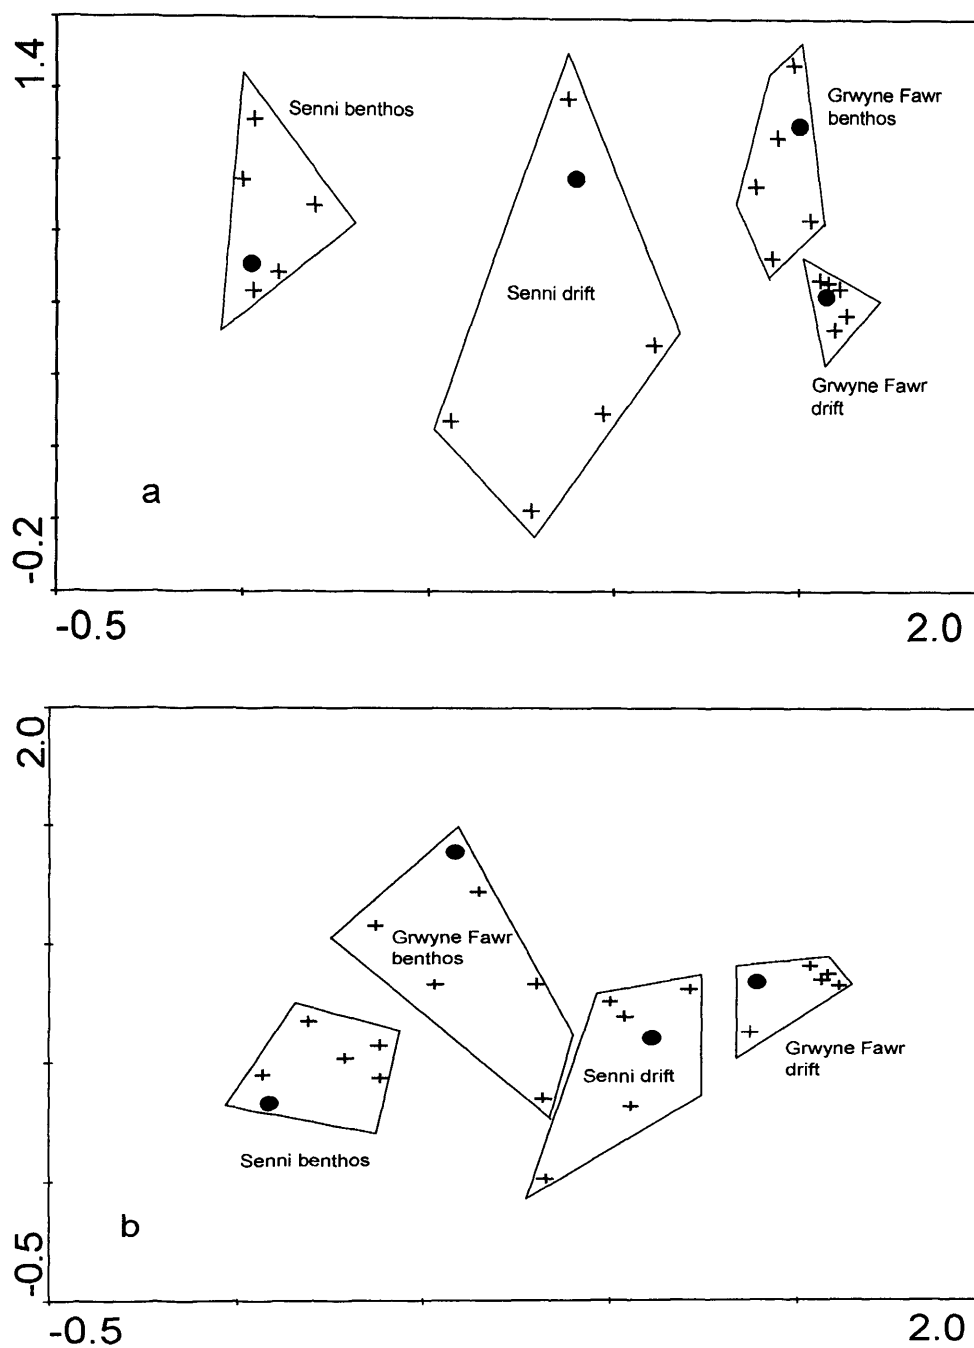 1.4
Senni benthos
Grwyne Fawr
benthos
Senni drift
Grwyne Fawr
drift
a
-0.2
-0.5
2.0
2.0
Grwyne Fawr
benthos
Senni drift
Grwyne Fawr
drift
Senni benthos
b
-0.5
-0.5
2.0